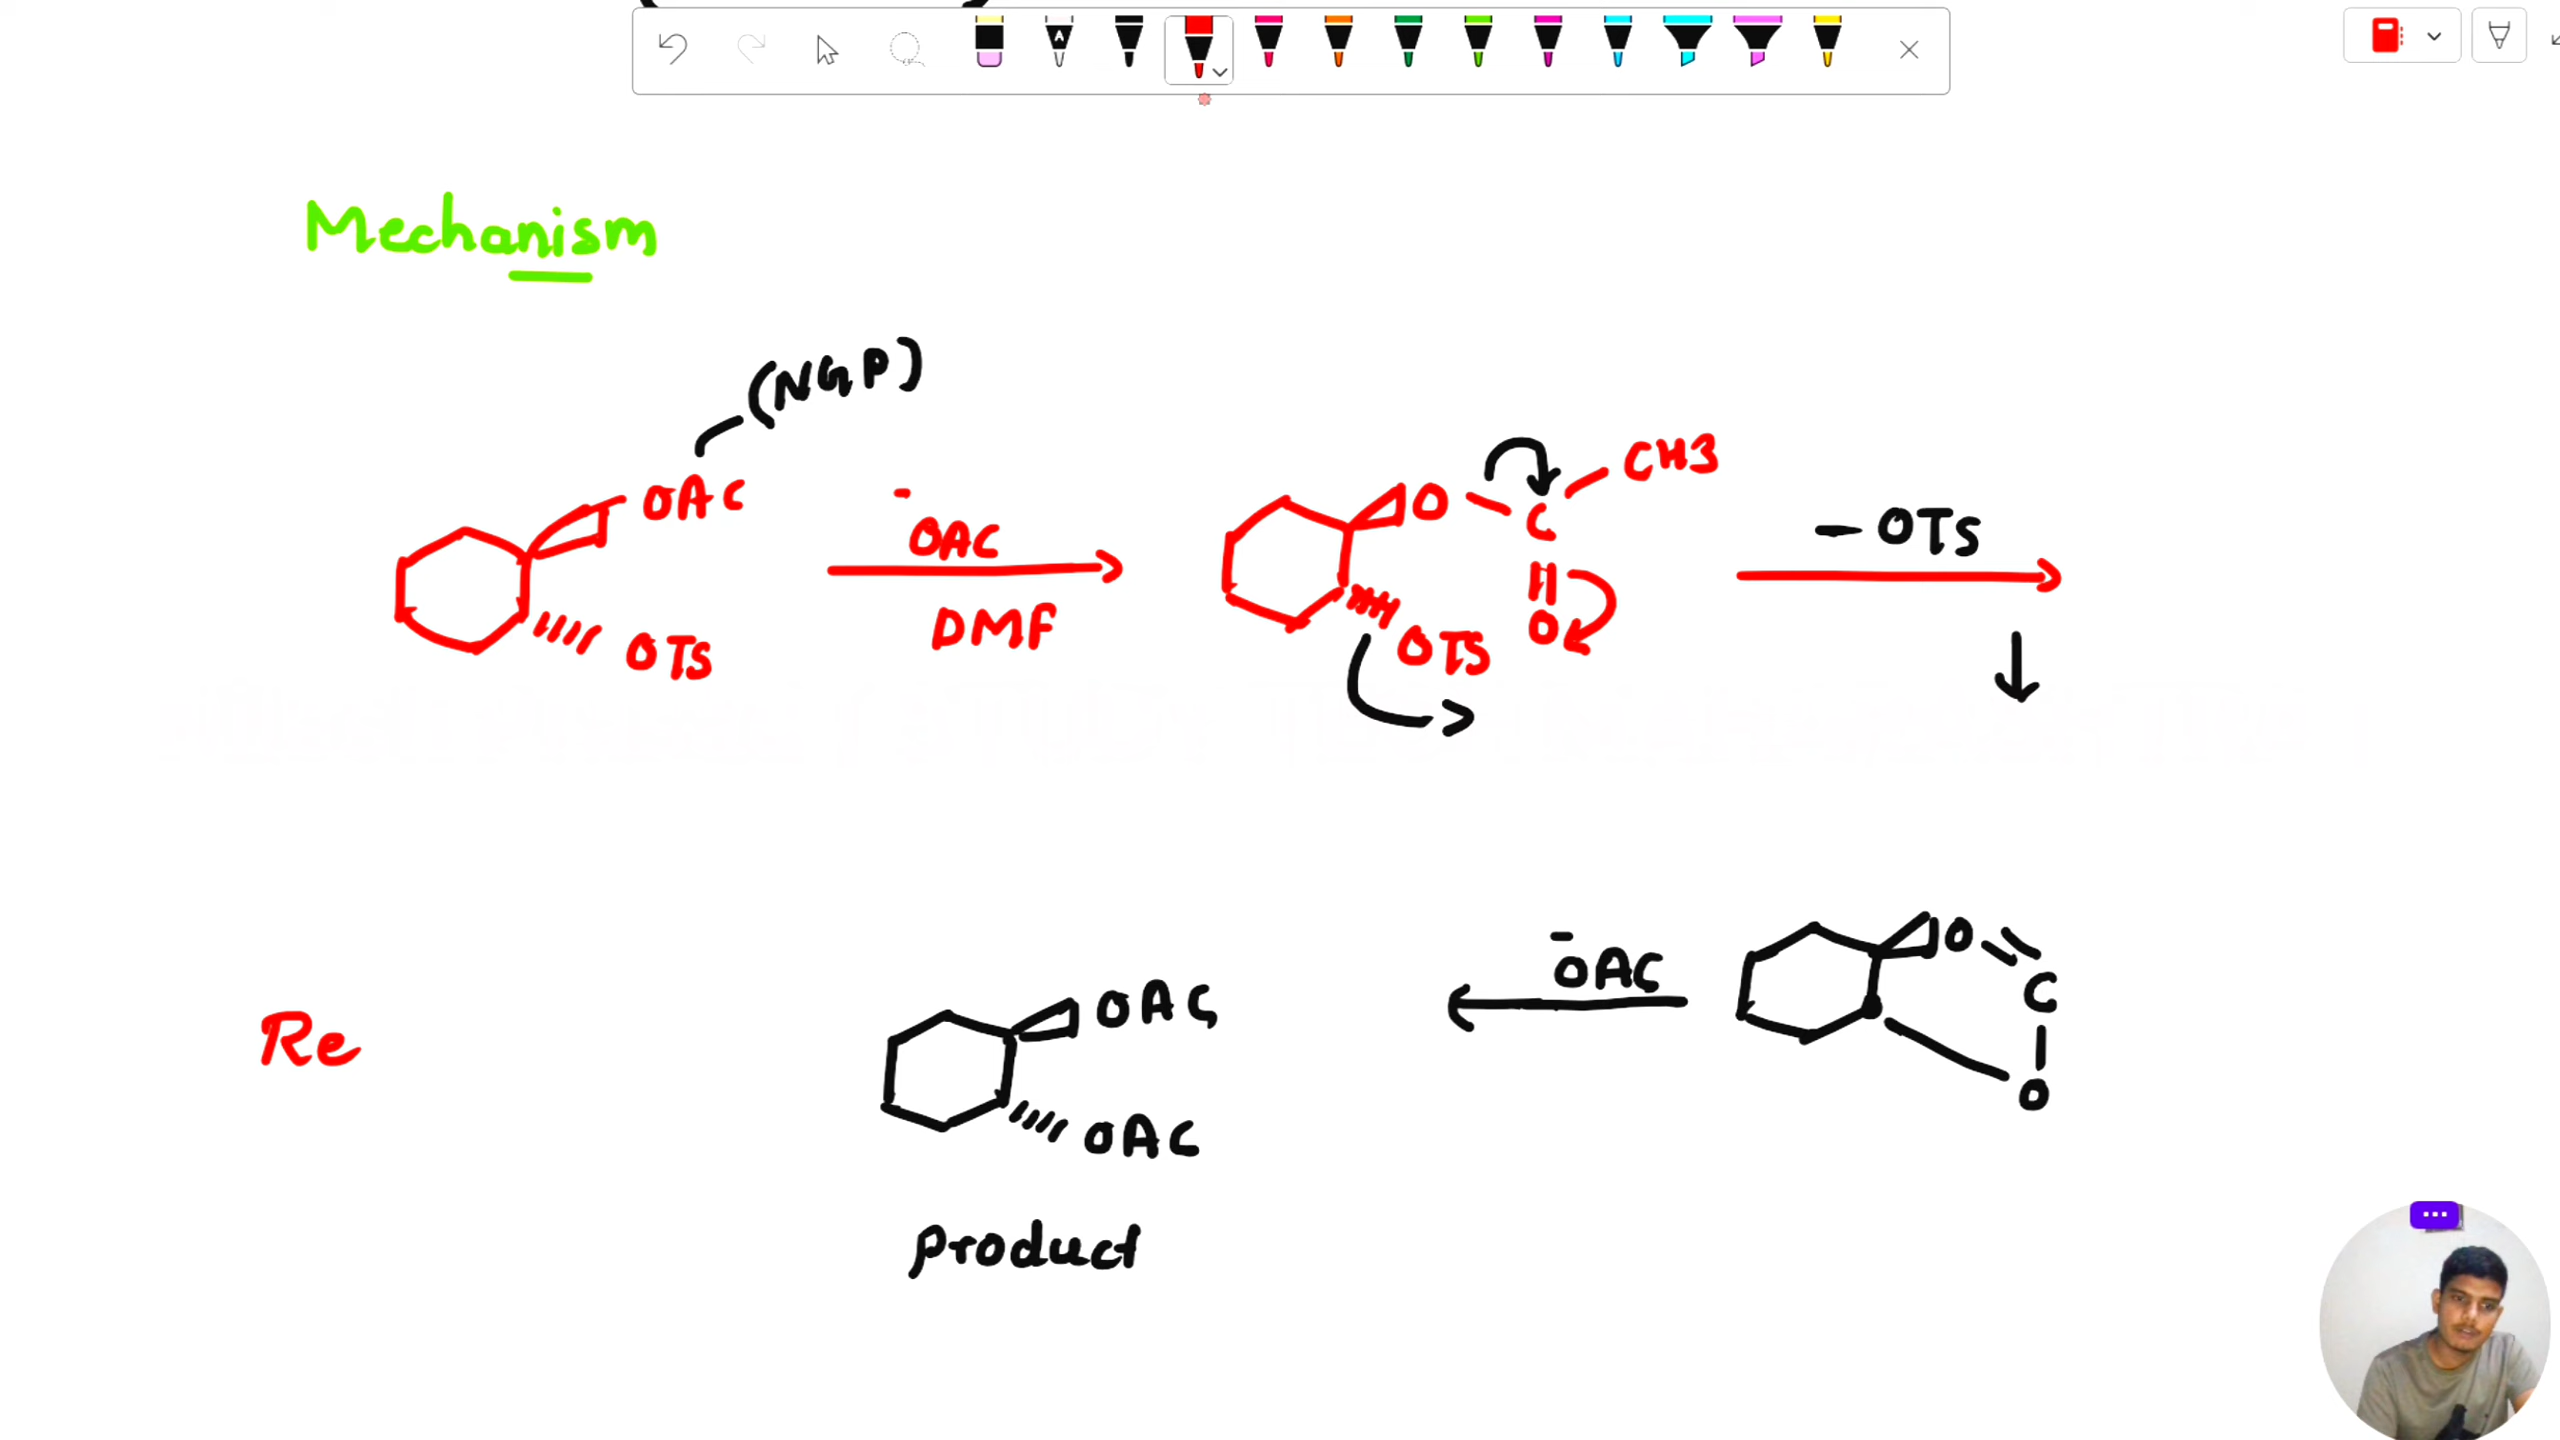 Mechanism
(NGP)
OAC
OTS
-
OAC
DMF
O - C - CH3
O
OTS
- OTS
O = C
O
-
OAC
OAC
OAC
Re
product